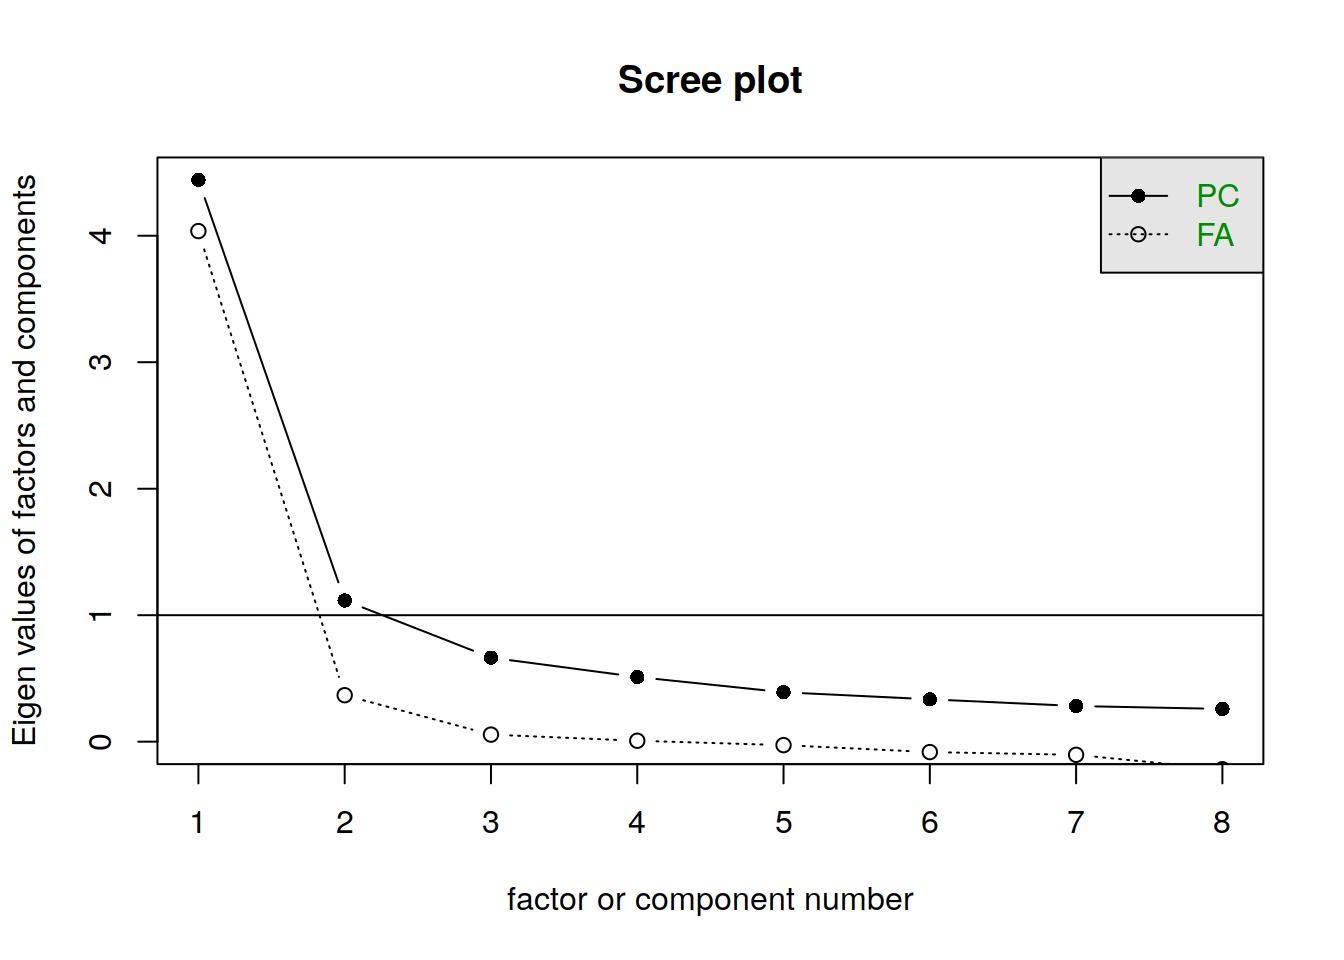 Scree plot
PC
FA
Eigen values of factors and components
4
3
2
1
0
1 2 3 4 5 6 7 8
factor or component number